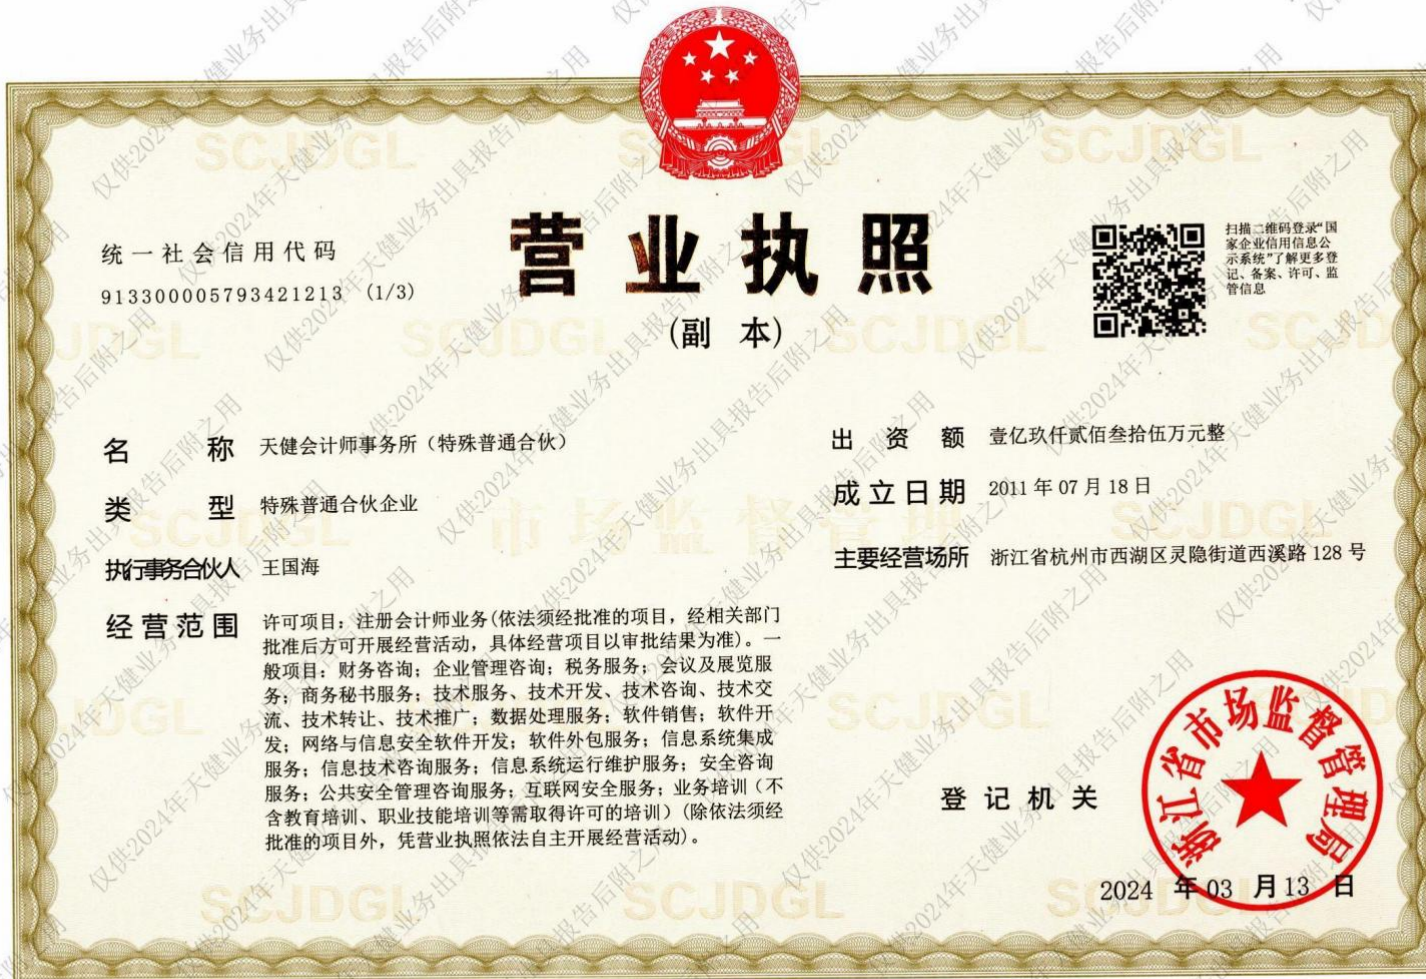 统一社会信用代码
913300005793421213 (1/3)
营业执照
(副 本)
扫描二维码登录“国
家企业信用信息公
示系统”了解更多登
记、备案、许可、监
管信息
名 称 天健会计师事务所（特殊普通合伙）
类 型 特殊普通合伙企业
执行事务合伙人 王国海
经营范围 许可项目：注册会计师业务(依法须经批准的项目，经相关部门
批准后方可开展经营活动，具体经营项目以审批结果为准)。一
般项目：财务咨询；企业管理咨询；税务服务；会议及展览服
务；商务秘书服务；技术服务、技术开发、技术咨询、技术交
流、技术转让、技术推广；数据处理服务；软件销售；软件开
发；网络与信息安全软件开发；软件外包服务；信息系统集成
服务；信息技术咨询服务；信息系统运行维护服务；安全咨询
服务；公共安全管理咨询服务；互联网安全服务；业务培训（不
含教育培训、职业技能培训等需取得许可的培训）(除依法须经
批准的项目外，凭营业执照依法自主开展经营活动)。
出 资 额 壹亿玖仟贰佰叁拾伍万元整
成立日期 2011 年 07 月 18 日
主要经营场所 浙江省杭州市西湖区灵隐街道西溪路 128 号
登 记 机 关
浙江省市场监督管理局
2024 年 03 月 13 日
SCJDGL
市场监督管理
仅供2024年天健业务出具报告后附之用